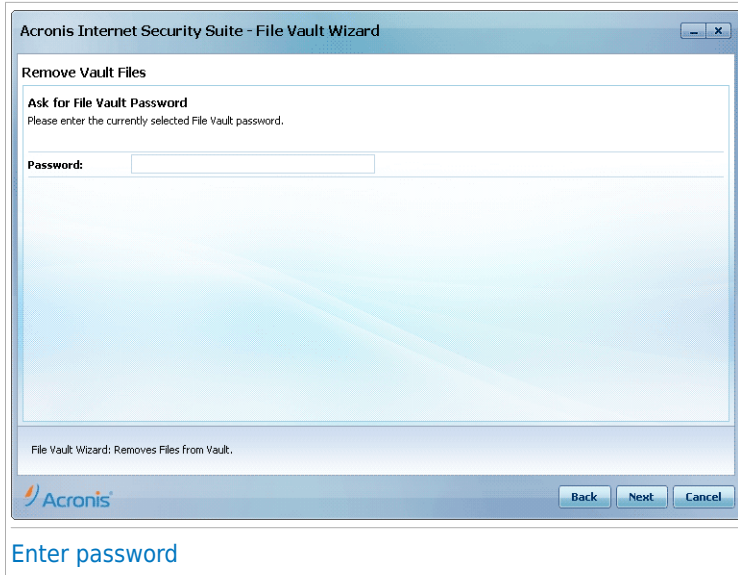 Acronis Internet Security Suite - File Vault Wizard
Remove Vault Files
Ask for File Vault Password
Please enter the currently selected File Vault password.
Password:
File Vault Wizard: Removes Files from Vault.
Acronis
Back Next Cancel
Enter password